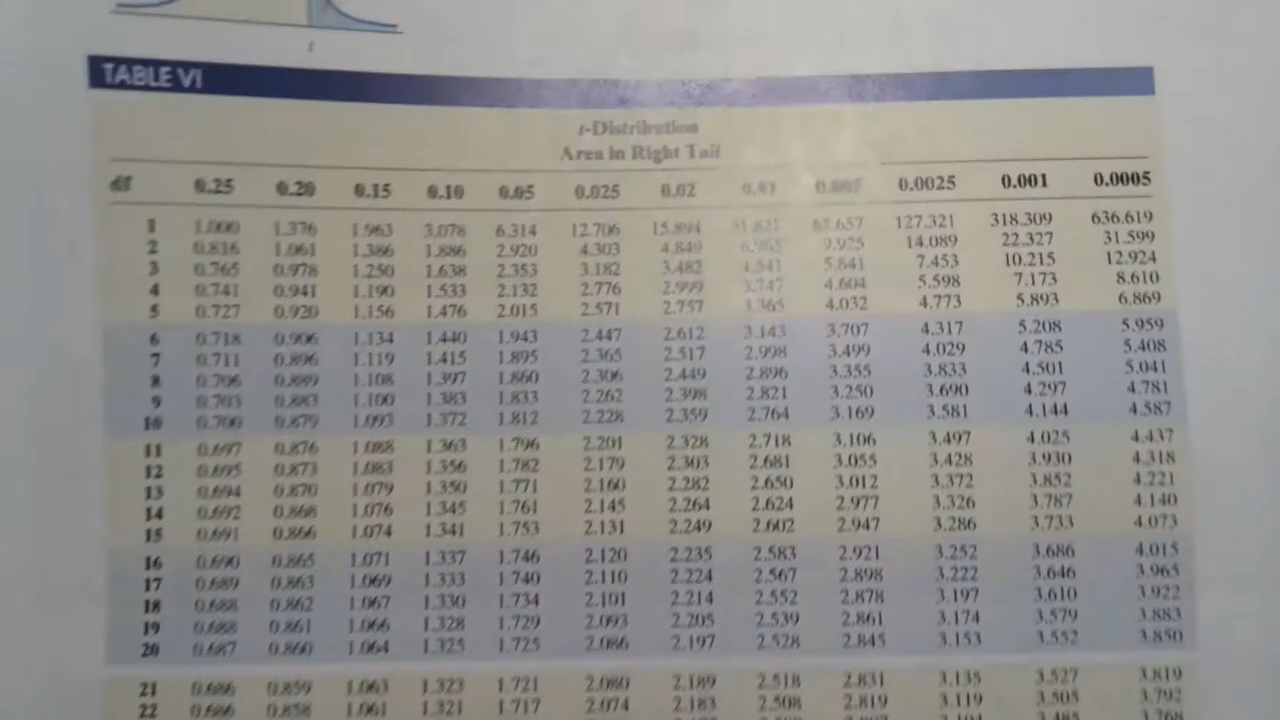 t
TABLE VI
t-Distribution
Area in Right Tail
df 0.25 0.20 0.15 0.10 0.05 0.025 0.02 0.01 0.005 0.0025 0.001 0.0005
1 1.000 1.376 1.963 3.078 6.314 12.706 15.894 31.821 63.657 127.321 318.309 636.619
2 0.816 1.061 1.386 1.886 2.920 4.303 4.849 6.965 9.925 14.089 22.327 31.599
3 0.765 0.978 1.250 1.638 2.353 3.182 3.482 4.541 5.841 7.453 10.215 12.924
4 0.741 0.941 1.190 1.533 2.132 2.776 2.999 3.747 4.604 5.598 7.173 8.610
5 0.727 0.920 1.156 1.476 2.015 2.571 2.757 3.365 4.032 4.773 5.893 6.869
6 0.718 0.906 1.134 1.440 1.943 2.447 2.612 3.143 3.707 4.317 5.208 5.959
7 0.711 0.896 1.119 1.415 1.895 2.365 2.517 2.998 3.499 4.029 4.785 5.408
8 0.706 0.889 1.108 1.397 1.860 2.306 2.449 2.896 3.355 3.833 4.501 5.041
9 0.703 0.883 1.100 1.383 1.833 2.262 2.398 2.821 3.250 3.690 4.297 4.781
10 0.700 0.879 1.093 1.372 1.812 2.228 2.359 2.764 3.169 3.581 4.144 4.587
11 0.697 0.876 1.088 1.363 1.796 2.201 2.328 2.718 3.106 3.497 4.025 4.437
12 0.695 0.873 1.083 1.356 1.782 2.179 2.303 2.681 3.055 3.428 3.930 4.318
13 0.694 0.870 1.079 1.350 1.771 2.160 2.282 2.650 3.012 3.372 3.852 4.221
14 0.692 0.868 1.076 1.345 1.761 2.145 2.264 2.624 2.977 3.326 3.787 4.140
15 0.691 0.866 1.074 1.341 1.753 2.131 2.249 2.602 2.947 3.286 3.733 4.073
16 0.690 0.865 1.071 1.337 1.746 2.120 2.235 2.583 2.921 3.252 3.686 4.015
17 0.689 0.863 1.069 1.333 1.740 2.110 2.224 2.567 2.898 3.222 3.646 3.965
18 0.688 0.862 1.067 1.330 1.734 2.101 2.214 2.552 2.878 3.197 3.610 3.922
19 0.688 0.861 1.066 1.328 1.729 2.093 2.205 2.539 2.861 3.174 3.579 3.883
20 0.687 0.860 1.064 1.325 1.725 2.086 2.197 2.528 2.845 3.153 3.552 3.850
21 0.686 0.859 1.063 1.323 1.721 2.080 2.189 2.518 2.831 3.135 3.527 3.819
22 0.686 0.858 1.061 1.321 1.717 2.074 2.183 2.508 2.819 3.119 3.505 3.792